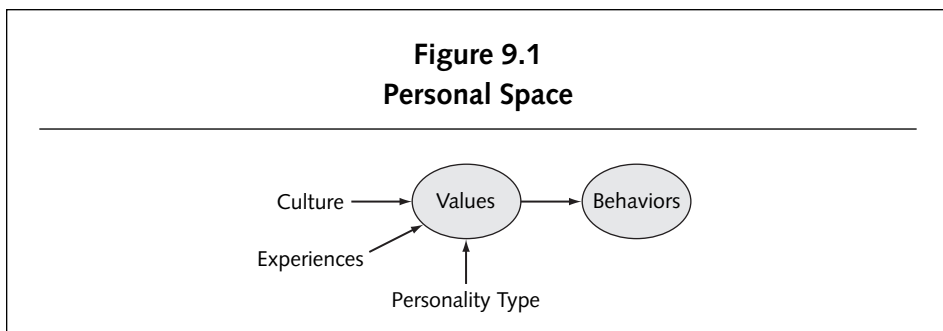 Figure 9.1
Personal Space
Culture
Values
Behaviors
Experiences
Personality Type